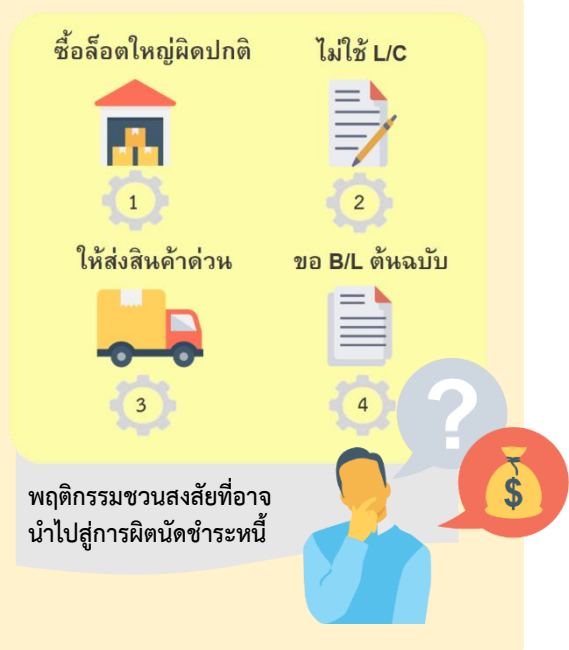 ซื้อล็อตใหญ่ผิดปกติ
ไม่ใช้ L/C
1
2
ให้ส่งสินค้าด่วน
ขอ B/L ต้นฉบับ
3
4
?
$
พฤติกรรมชวนสงสัยที่อาจ
นำไปสู่การผิตนัดชำระหนี้